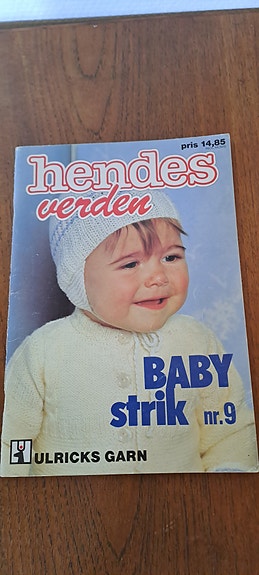 pris 14,85
hendes
verden
BABY
strik nr.9
ULRICKS GARN